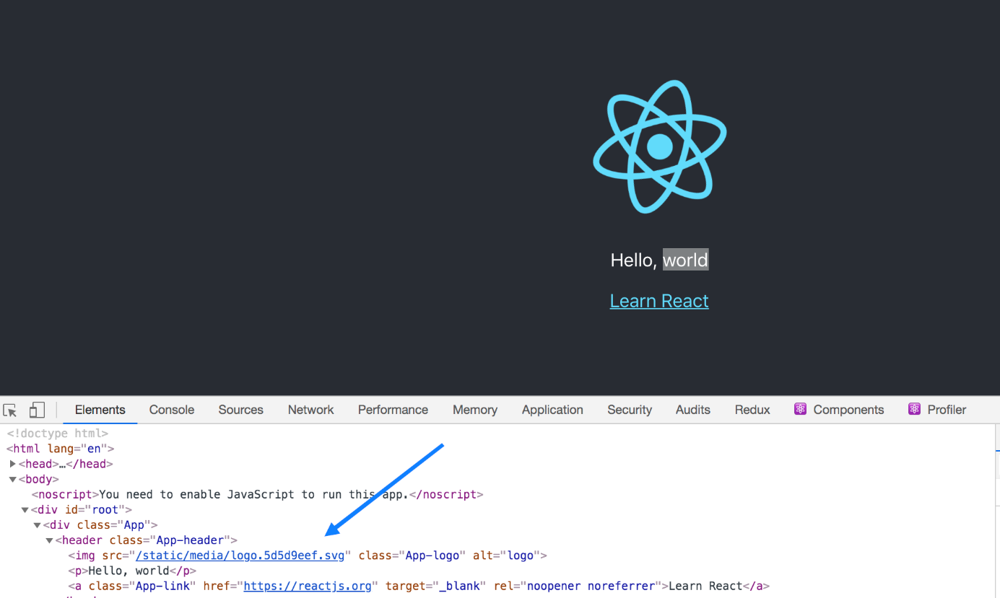 Hello, world
Learn React
Elements Console Sources Network Performance Memory Application Security Audits Redux Components Profiler
<!doctype html>
<html lang="en">
<head>…</head>
<body>
<noscript>You need to enable JavaScript to run this app.</noscript>
<div id="root">
<div class="App">
<header class="App-header">
<img src="/static/media/logo.5d5d9eef.svg" class="App-logo" alt="logo">
<p>Hello, world</p>
<a class="App-link" href="https://reactjs.org" target="_blank" rel="noopener noreferrer">Learn React</a>